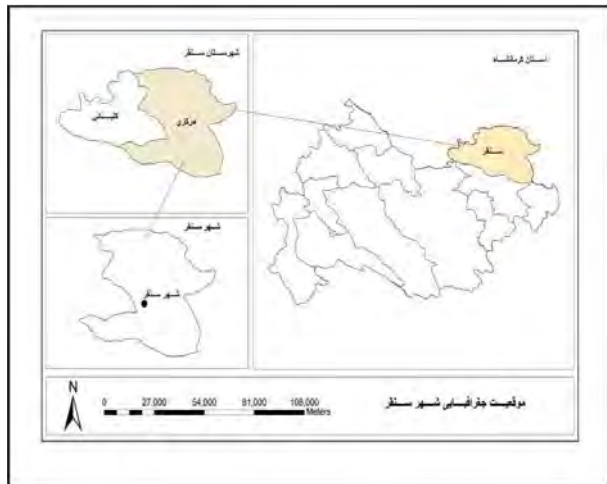 شهرستان سنقر
کلیایی
مرکزی
استان کرمانشاه
سنقر
شهر سنقر
شهر سنقر
N
0 27,000 54,000 81,000 108,000
Meters
موقعیت جغرافیایی شهر سنقر